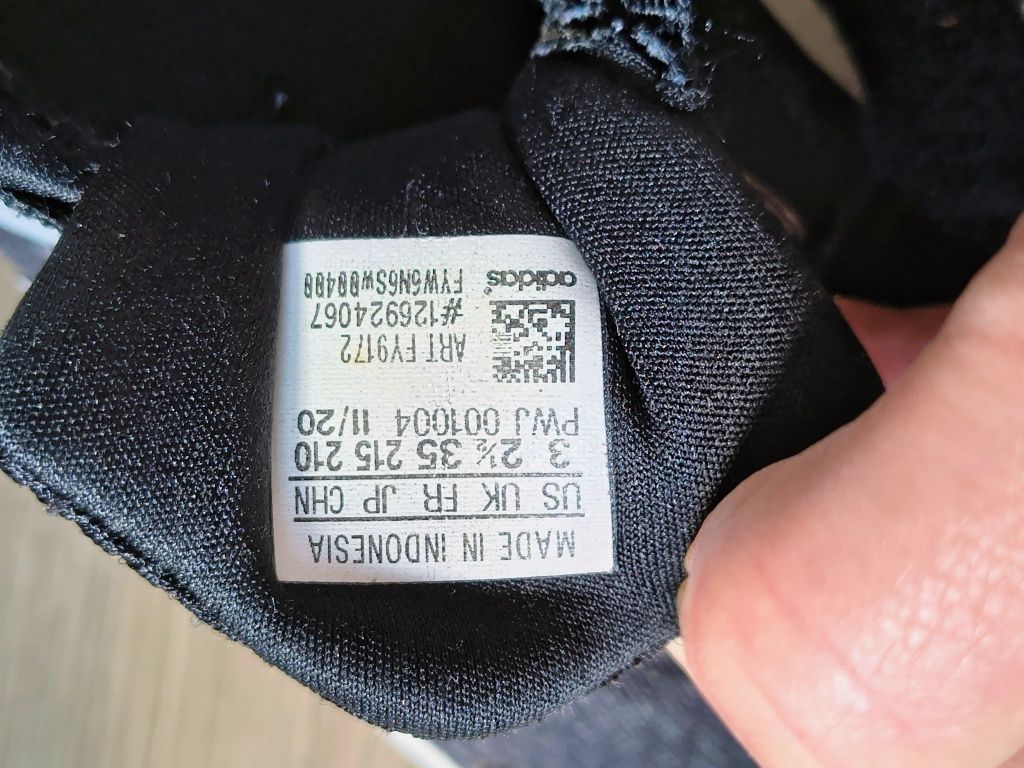 MADE IN INDONESIA
US UK FR JP CHN
3 2½ 35 215 210
PWJ 001004 11/20
ART FY9172
#126924067
adidas® FYW6N6SW00400